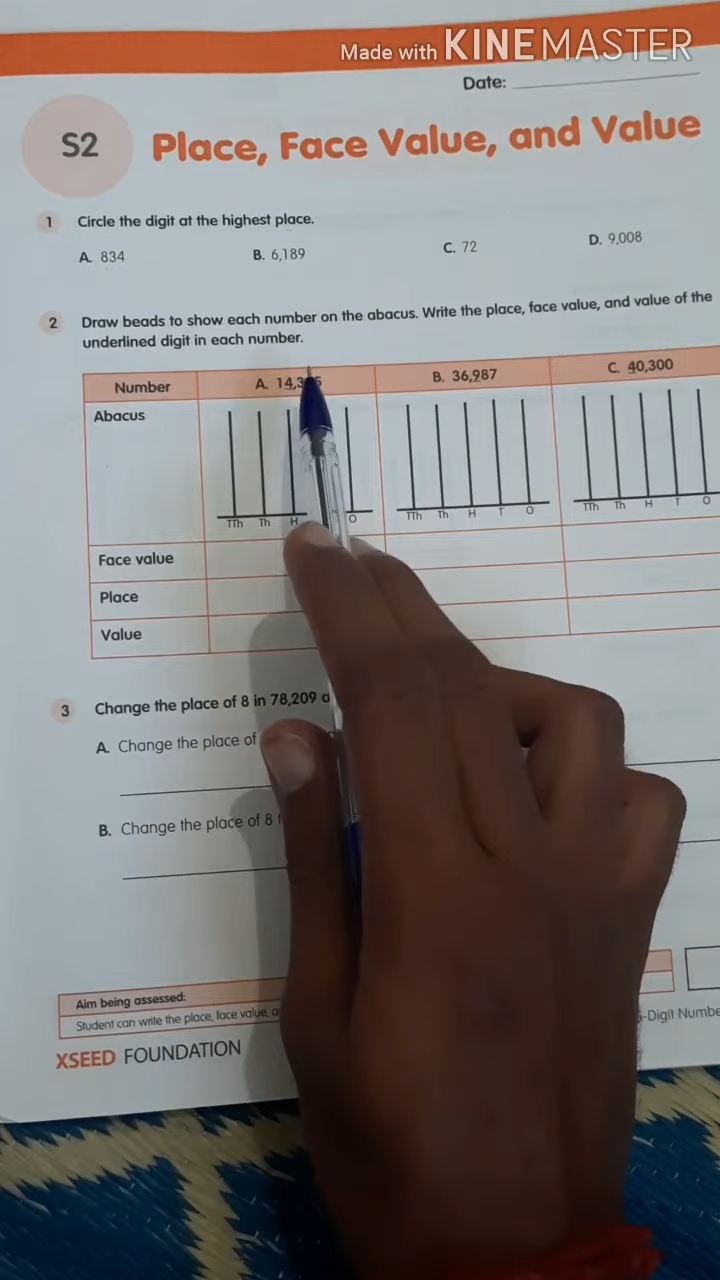 Made with KINEMASTER
Date:
S2 Place, Face Value, and Value
1 Circle the digit at the highest place.
A. 834 B. 6,189 C. 72 D. 9,008
2 Draw beads to show each number on the abacus. Write the place, face value, and value of the
underlined digit in each number.
Number A. B. 36,987 C. 40,300
Abacus
TTh Th H O TTh Th H T O TTh Th H T O
Face value
Place
Value
3 Change the place of 8 in 78,209
A. Change the place of
B. Change the place of 8
Aim being assessed:
Student can write the place, face value,
-Digit
XSEED FOUNDATION